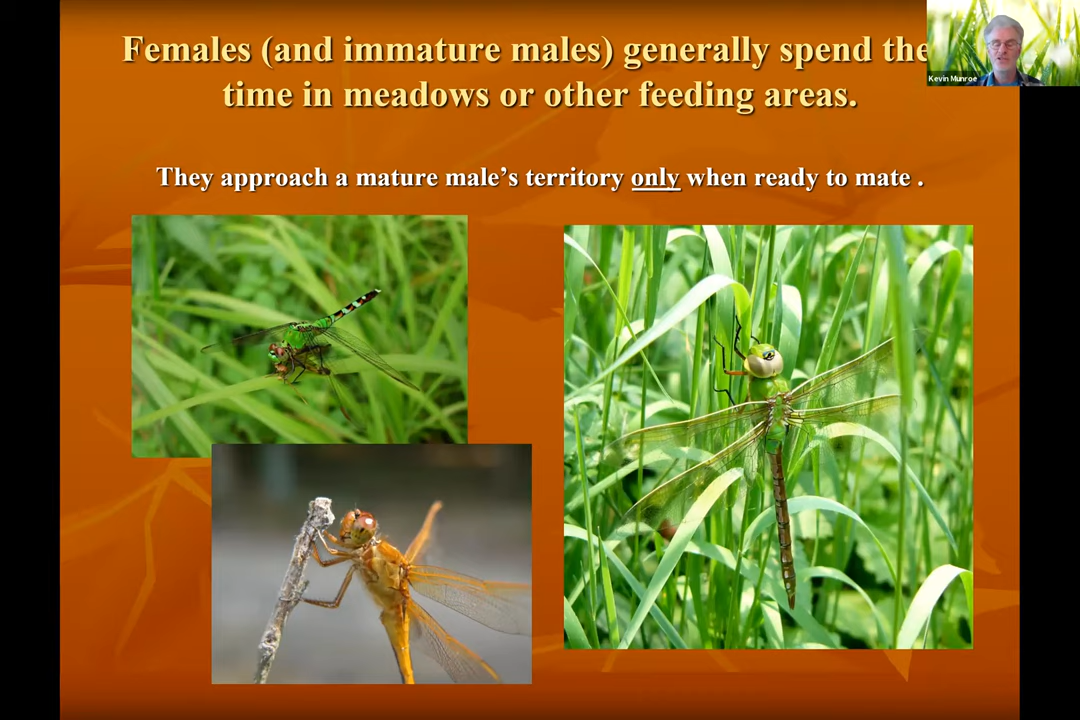 Females (and immature males) generally spend the
time in meadows or other feeding areas.
Kevin Munroe
They approach a mature male's territory only when ready to mate .